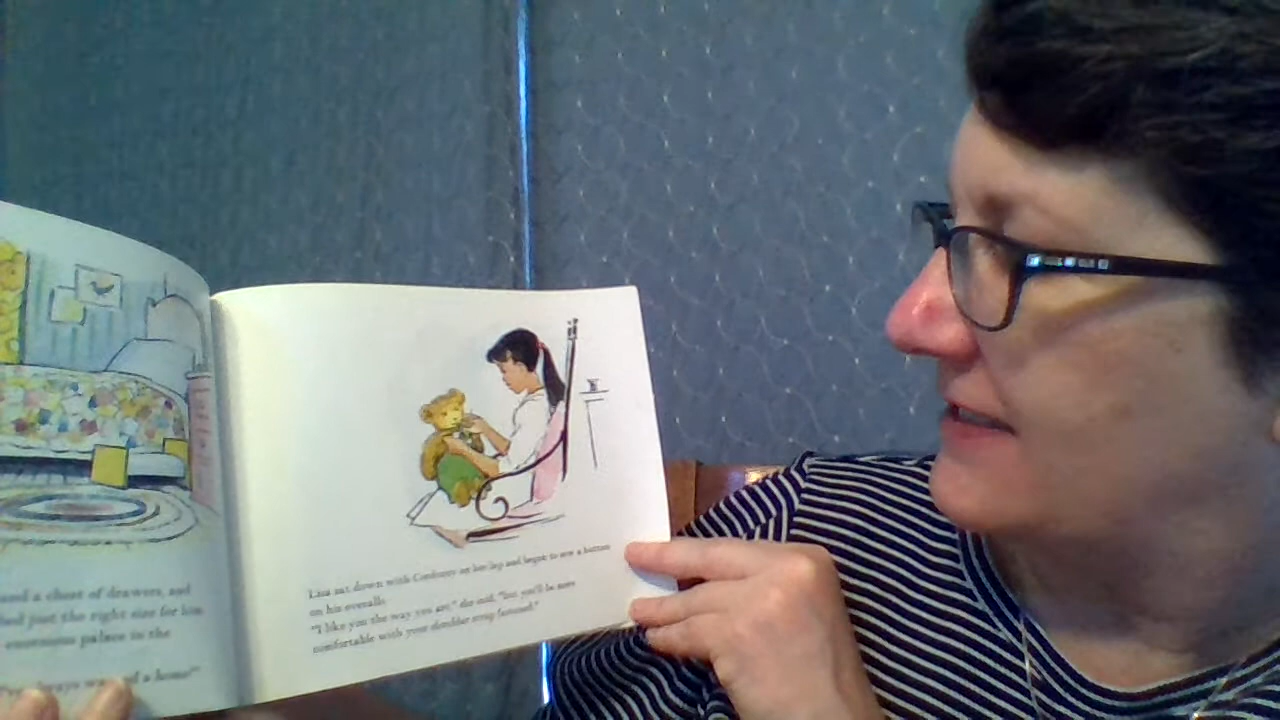 and a chest of drawers, and
just the right size for him
enormous palace in the
a home"
Lisa sat down with Corduroy on her lap and began to sew a button
on his overalls.
"I like you the way you are," she said, "but you'll be more
comfortable with your shoulder strap fastened."